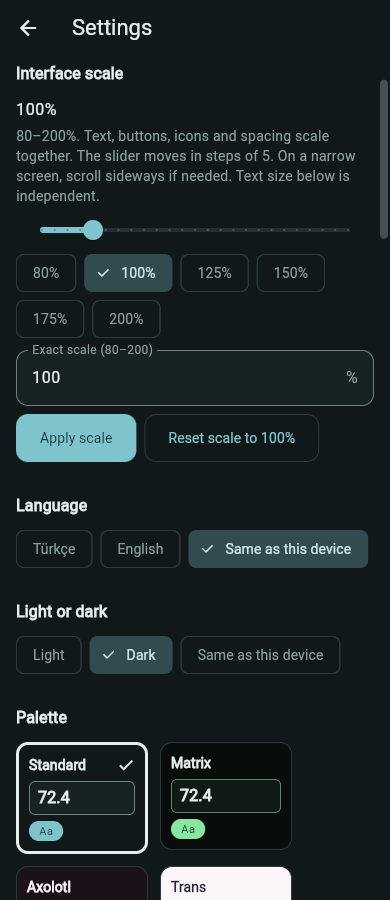 Settings
Interface scale
100%
80–200%. Text, buttons, icons and spacing scale
together. The slider moves in steps of 5. On a narrow
screen, scroll sideways if needed. Text size below is
independent.
80%
100%
125%
150%
175%
200%
Exact scale (80–200)
100 %
Apply scale
Reset scale to 100%
Language
Türkçe
English
Same as this device
Light or dark
Light
Dark
Same as this device
Palette
Standard
72.4
Aa
Matrix
72.4
Aa
Axolotl
Trans